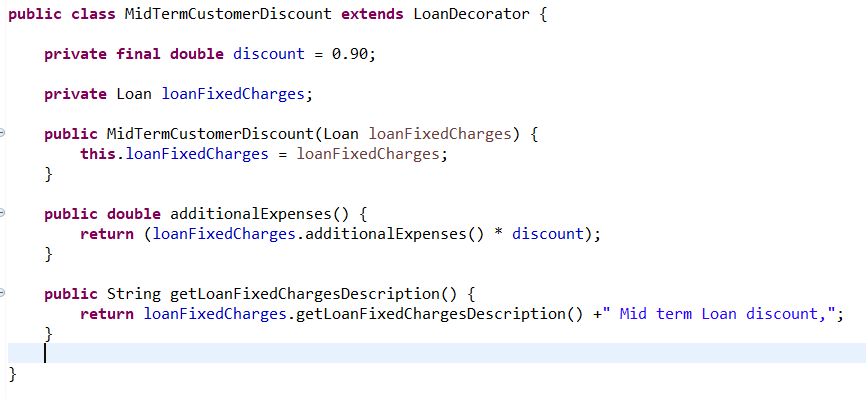 public class MidTermCustomerDiscount extends LoanDecorator {
private final double discount = 0.90;
private Loan loanFixedCharges;
public MidTermCustomerDiscount(Loan loanFixedCharges) {
this.loanFixedCharges = loanFixedCharges;
}
public double additionalExpenses() {
return (loanFixedCharges.additionalExpenses() * discount);
}
public String getLoanFixedChargesDescription() {
return loanFixedCharges.getLoanFixedChargesDescription() +" Mid term Loan discount,";
}
}